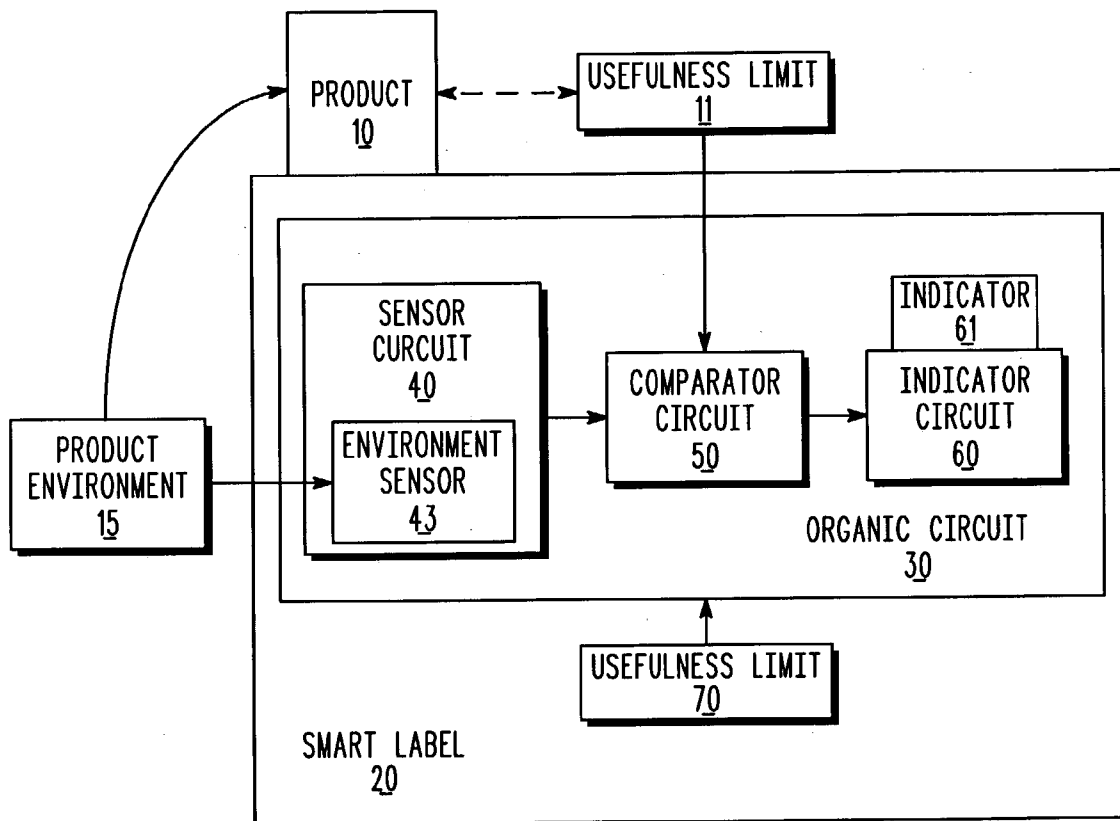 PRODUCT
10
USEFULNESS LIMIT
11
SENSOR
CURCUIT
40
ENVIRONMENT
SENSOR
43
PRODUCT
ENVIRONMENT
15
COMPARATOR
CIRCUIT
50
INDICATOR
61
INDICATOR
CIRCUIT
60
ORGANIC CIRCUIT
30
USEFULNESS LIMIT
70
SMART LABEL
20